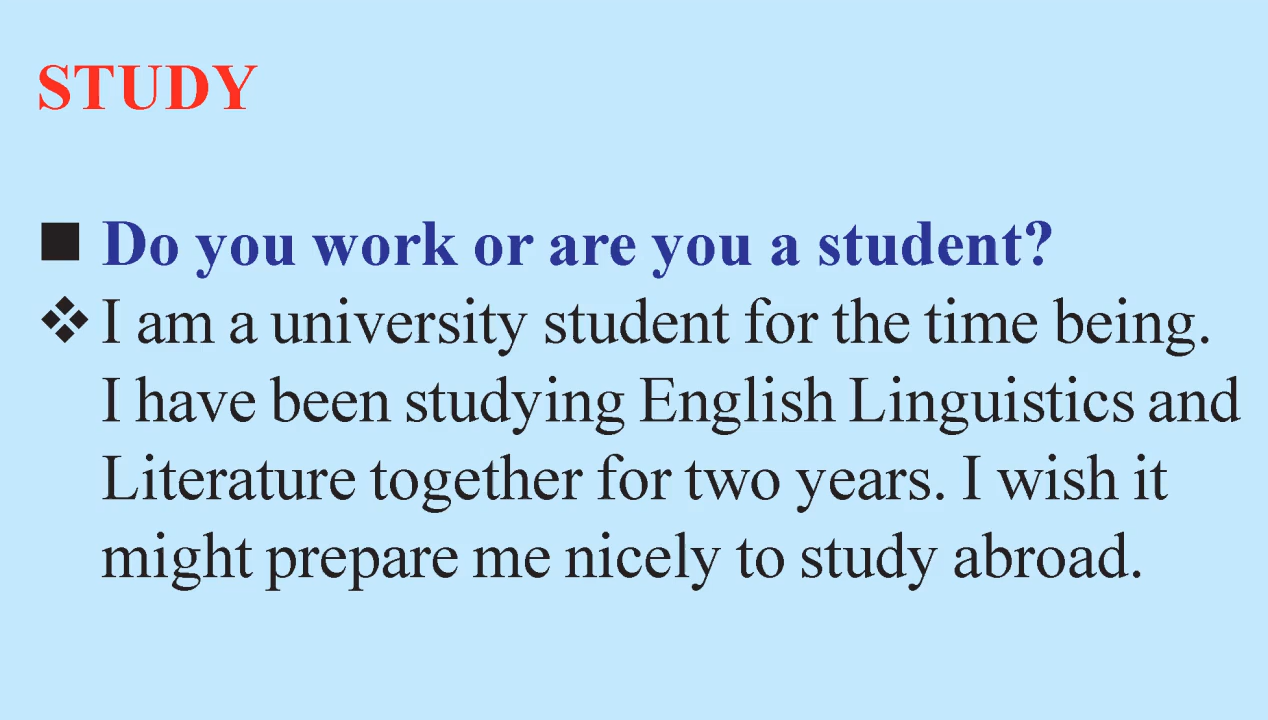 STUDY
■ Do you work or are you a student?
❖ I am a university student for the time being.
I have been studying English Linguistics and
Literature together for two years. I wish it
might prepare me nicely to study abroad.